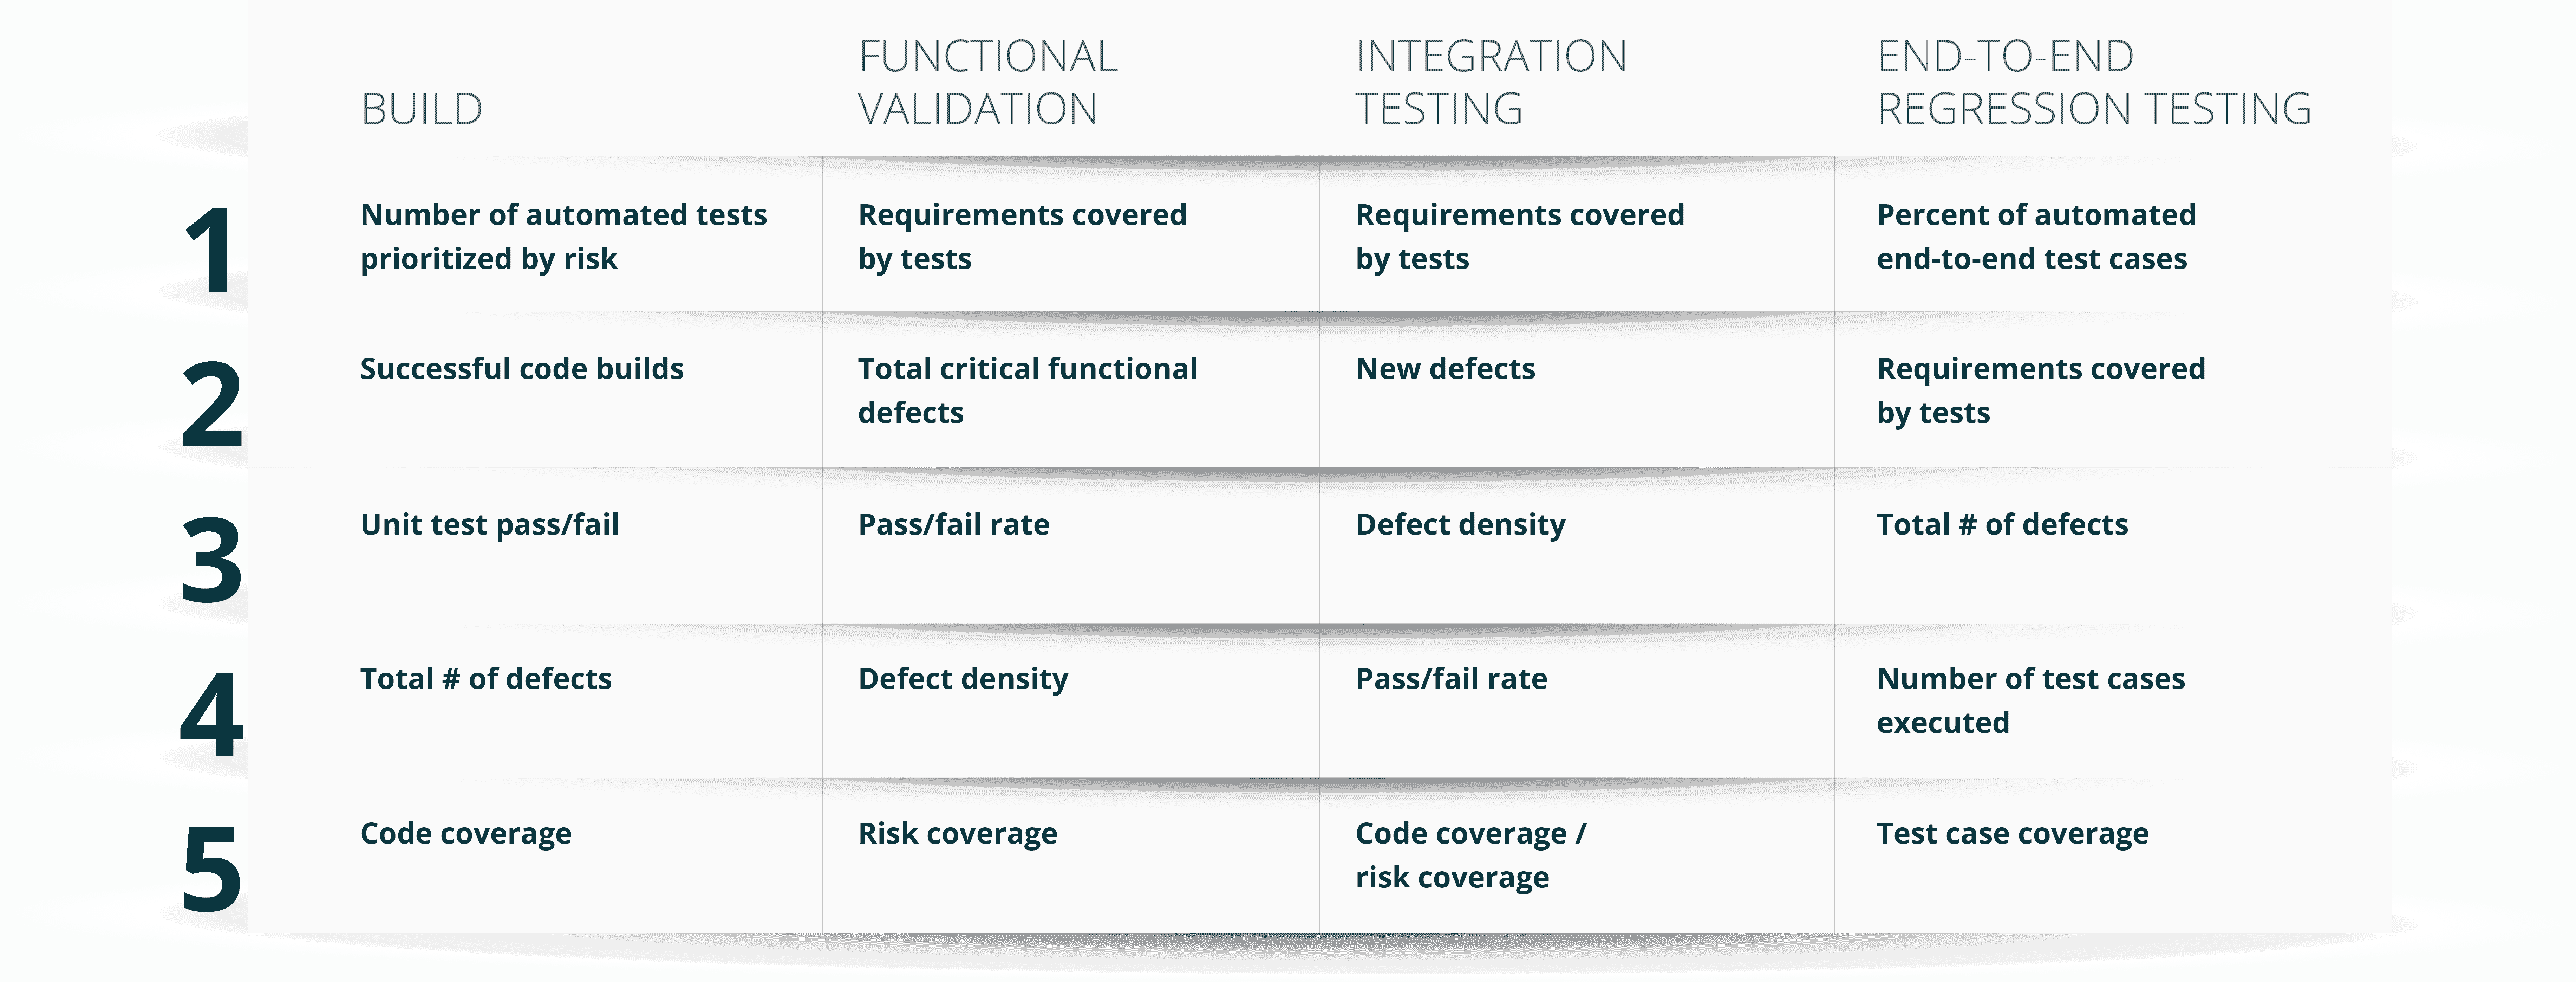 BUILD
FUNCTIONAL
VALIDATION
INTEGRATION
TESTING
END-TO-END
REGRESSION TESTING
1
Number of automated tests
prioritized by risk
Requirements covered
by tests
Requirements covered
by tests
Percent of automated
end-to-end test cases
2
Successful code builds
Total critical functional
defects
New defects
Requirements covered
by tests
3
Unit test pass/fail
Pass/fail rate
Defect density
Total # of defects
4
Total # of defects
Defect density
Pass/fail rate
Number of test cases
executed
5
Code coverage
Risk coverage
Code coverage /
risk coverage
Test case coverage